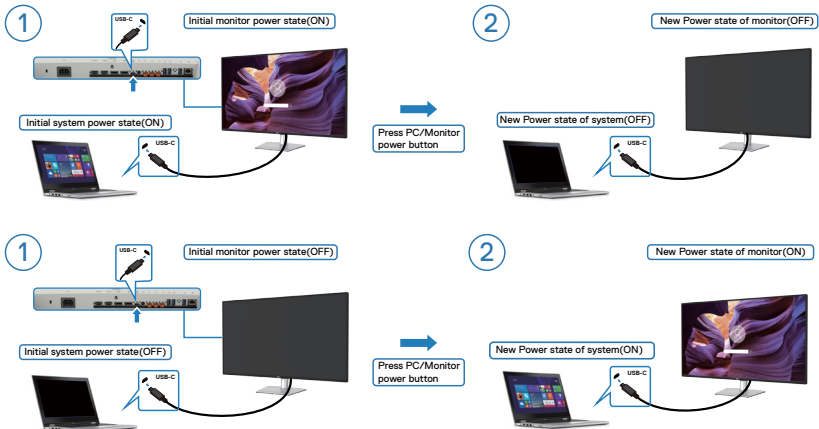 1
USB-C
Initial monitor power state(ON)
Initial system power state(ON)
USB-C
Press PC/Monitor
power button
2
New Power state of monitor(OFF)
New Power state of system(OFF)
USB-C
1
USB-C
Initial monitor power state(OFF)
Initial system power state(OFF)
USB-C
Press PC/Monitor
power button
2
New Power state of monitor(ON)
New Power state of system(ON)
USB-C